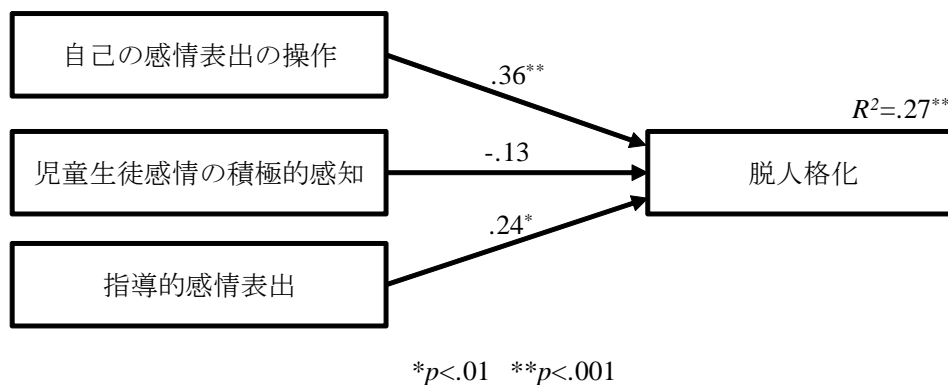 自己の感情表出の操作
.36**
R²=.27**
児童生徒感情の積極的感知
-.13
脱人格化
.24*
指導的感情表出
*p<.01 **p<.001